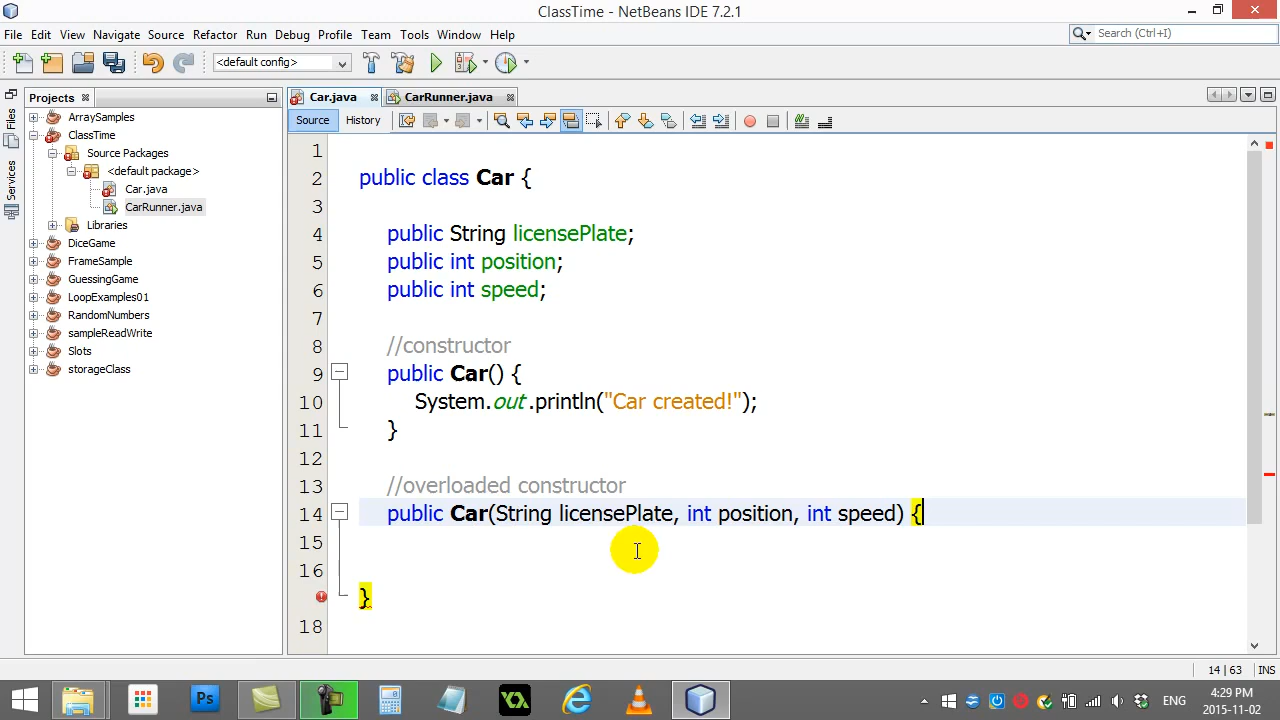 ClassTime - NetBeans IDE 7.2.1
File Edit View Navigate Source Refactor Run Debug Profile Team Tools Window Help
Search (Ctrl+I)
<default config>
Projects
Car.java
CarRunner.java
Files
Services
Source
History
ArraySamples
ClassTime
Source Packages
<default package>
Car.java
CarRunner.java
Libraries
DiceGame
FrameSample
GuessingGame
LoopExamples01
RandomNumbers
sampleReadWrite
Slots
storageClass
1
2 public class Car {
3
4 public String licensePlate;
5 public int position;
6 public int speed;
7
8 //constructor
9 public Car() {
10 System.out.println("Car created!");
11 }
12
13 //overloaded constructor
14 public Car(String licensePlate, int position, int speed) {
15
16
}
18
14 | 63 INS
Ps
ENG
4:29 PM
2015-11-02